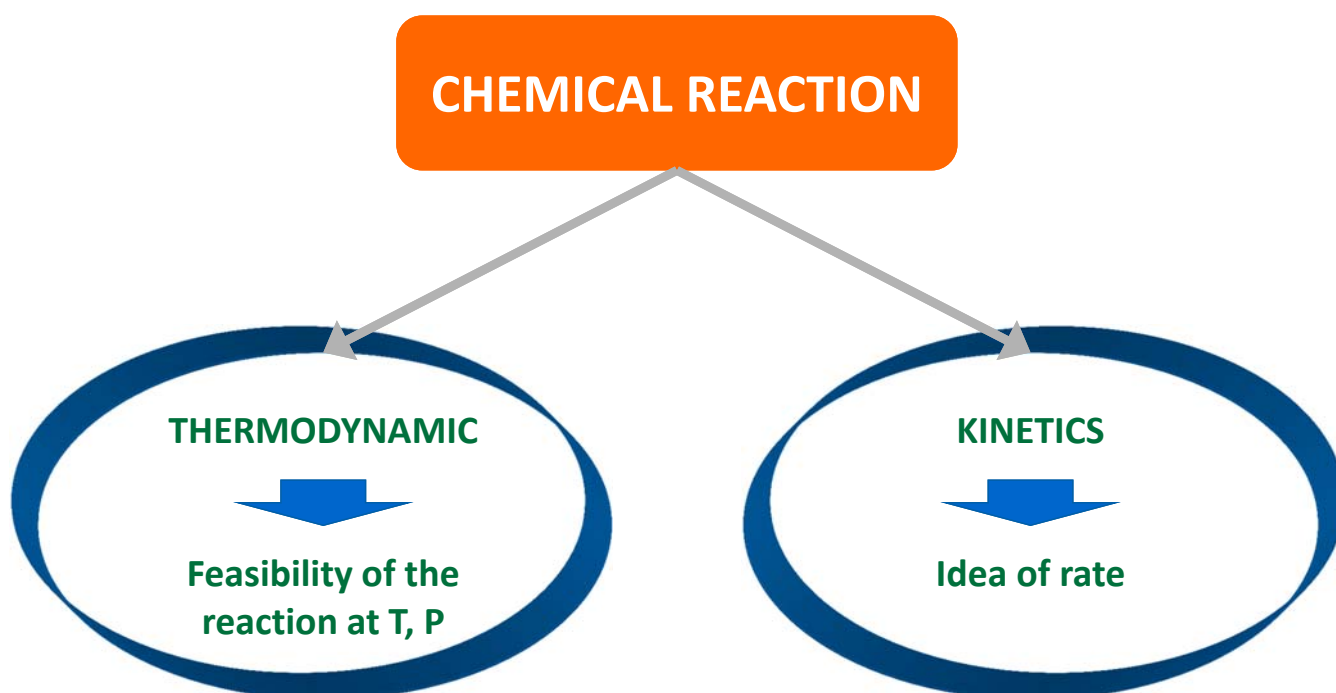 CHEMICAL REACTION
THERMODYNAMIC
Feasibility of the
reaction at T, P
KINETICS
Idea of rate